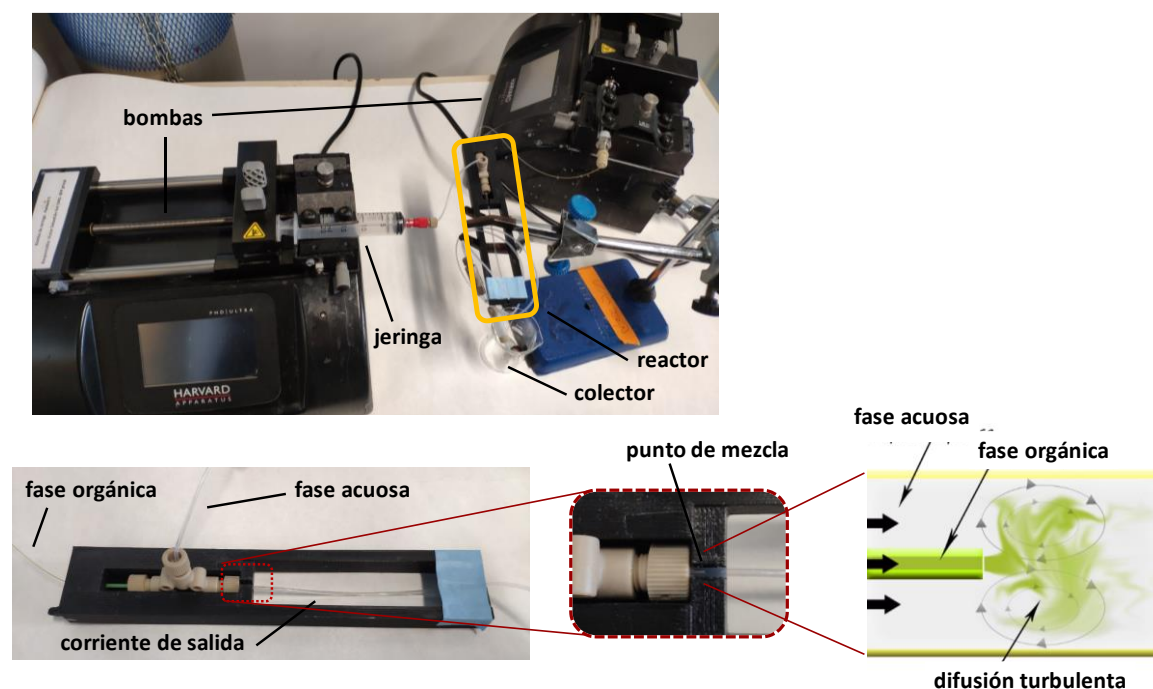 bombas
jeringa
PHD|ULTRA
HARVARD
APPARATUS
reactor
colector
fase acuosa
fase orgánica
punto de mezcla
fase orgánica
fase acuosa
corriente de salida
difusión turbulenta